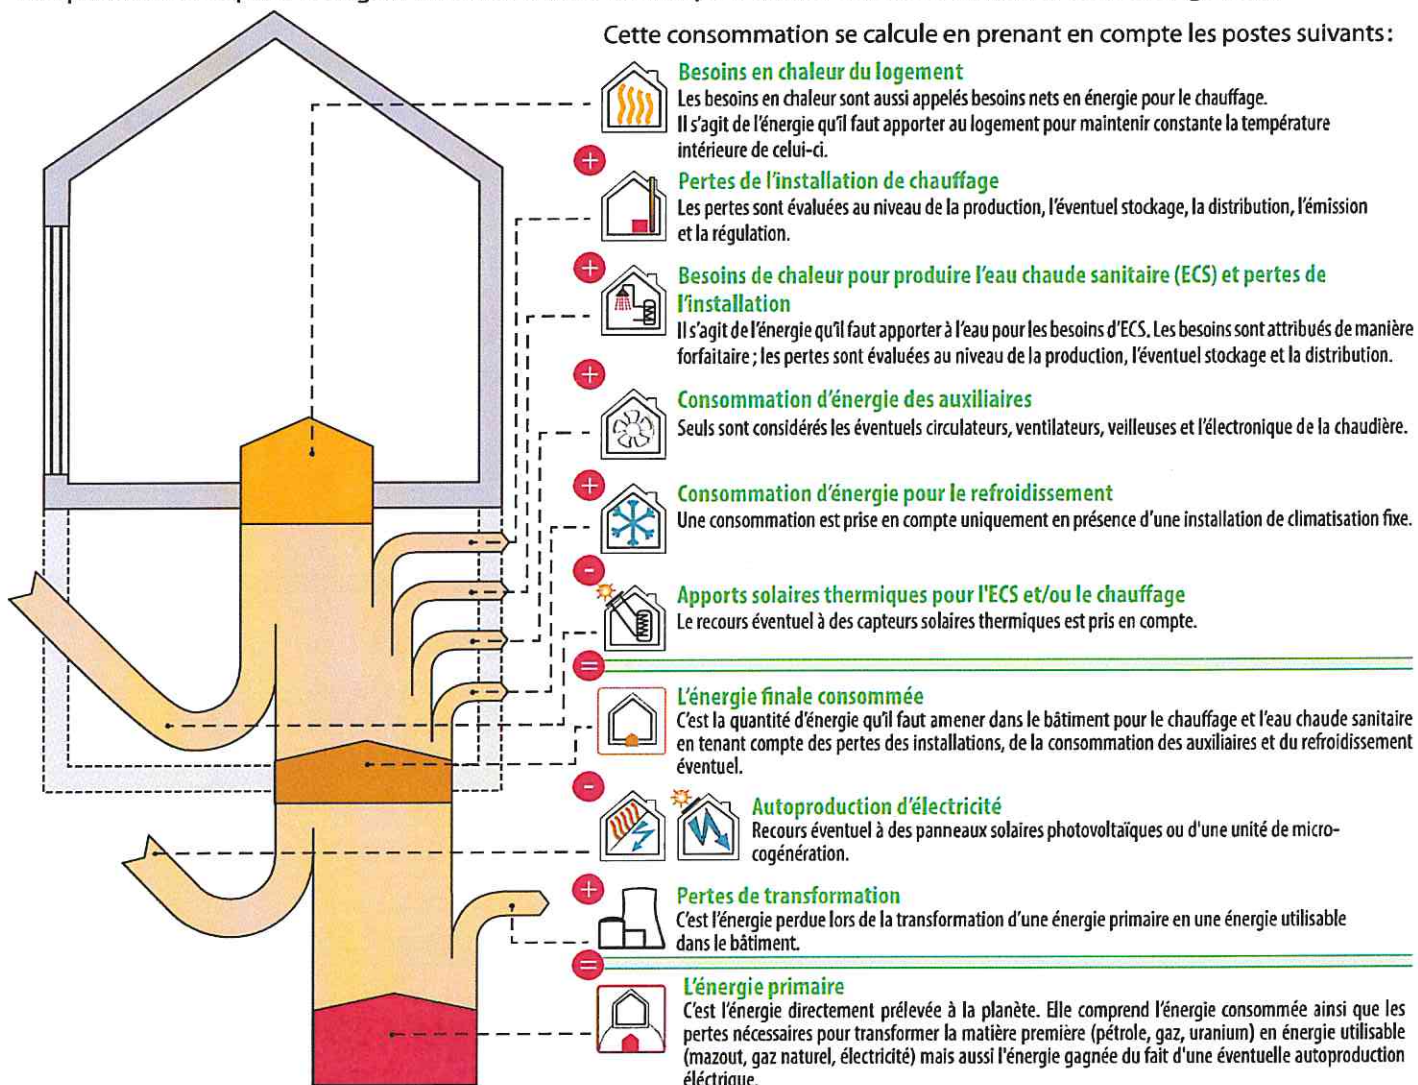 Cette consommation se calcule en prenant en compte les postes suivants:
Besoins en chaleur du logement
Les besoins en chaleur sont aussi appelés besoins nets en énergie pour le chauffage.
Il s'agit de l'énergie qu'il faut apporter au logement pour maintenir constante la température
intérieure de celui-ci.
+
Pertes de l'installation de chauffage
Les pertes sont évaluées au niveau de la production, l'éventuel stockage, la distribution, l'émission
et la régulation.
+
Besoins de chaleur pour produire l'eau chaude sanitaire (ECS) et pertes de
l'installation
Il s'agit de l'énergie qu'il faut apporter à l'eau pour les besoins d'ECS. Les besoins sont attribués de manière
forfaitaire ; les pertes sont évaluées au niveau de la production, l'éventuel stockage et la distribution.
+
Consommation d'énergie des auxiliaires
Seuls sont considérés les éventuels circulateurs, ventilateurs, veilleuses et l'électronique de la chaudière.
+
Consommation d'énergie pour le refroidissement
Une consommation est prise en compte uniquement en présence d'une installation de climatisation fixe.
-
Apports solaires thermiques pour l'ECS et/ou le chauffage
Le recours éventuel à des capteurs solaires thermiques est pris en compte.
=
L'énergie finale consommée
C'est la quantité d'énergie qu'il faut amener dans le bâtiment pour le chauffage et l'eau chaude sanitaire
en tenant compte des pertes des installations, de la consommation des auxiliaires et du refroidissement
éventuel.
-
Autoproduction d'électricité
Recours éventuel à des panneaux solaires photovoltaïques ou d'une unité de micro-
cogénération.
+
Pertes de transformation
C'est l'énergie perdue lors de la transformation d'une énergie primaire en une énergie utilisable
dans le bâtiment.
=
L'énergie primaire
C'est l'énergie directement prélevée à la planète. Elle comprend l'énergie consommée ainsi que les
pertes nécessaires pour transformer la matière première (pétrole, gaz, uranium) en énergie utilisable
(mazout, gaz naturel, électricité) mais aussi l'énergie gagnée du fait d'une éventuelle autoproduction
éléctrique.